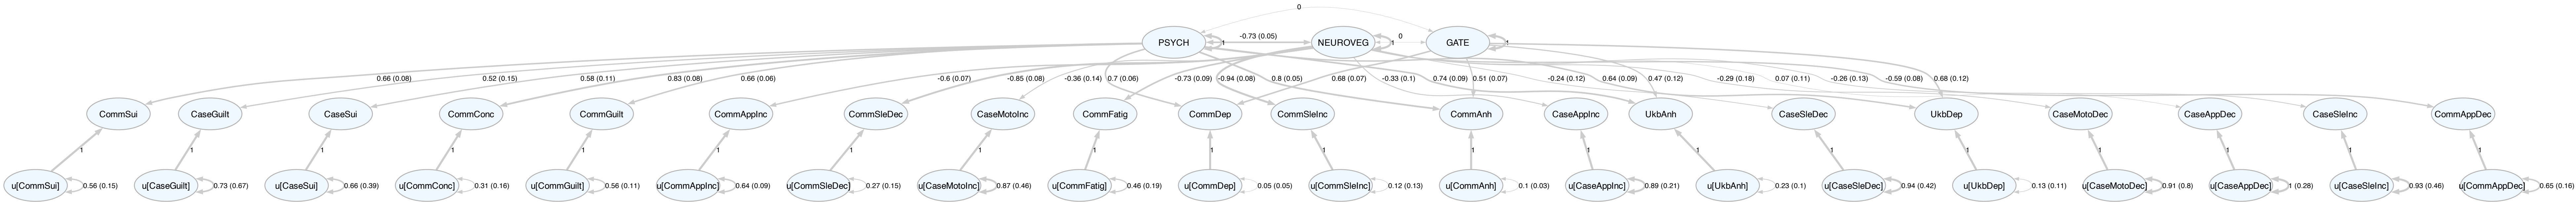 0
PSYCH 1 -0.73 (0.05) NEUROVEG 1 0 GATE 1
0.66 (0.08) 0.52 (0.15) 0.58 (0.11) 0.83 (0.08) 0.66 (0.06) -0.6 (0.07) -0.85 (0.08) -0.36 (0.14) 0.7 (0.06) -0.73 (0.09) -0.94 (0.08) 0.8 (0.05) 0.68 (0.07) -0.33 (0.1) 0.74 (0.09) 0.51 (0.07) -0.24 (0.12) 0.64 (0.09) 0.47 (0.12) -0.29 (0.18) 0.07 (0.11) -0.26 (0.13) -0.59 (0.08) 0.68 (0.12)
CommSui CaseGuilt CaseSui CommConc CommGuilt CommAppInc CommSleDec CaseMotoInc CommFatig CommDep CommSleInc CommAnh CaseAppInc UkbAnh CaseSleDec UkbDep CaseMotoDec CaseAppDec CaseSleInc CommAppDec
1 1 1 1 1 1 1 1 1 1 1 1 1 1 1 1 1 1 1 1
u[CommSui] 0.56 (0.15) u[CaseGuilt] 0.73 (0.67) u[CaseSui] 0.66 (0.39) u[CommConc] 0.31 (0.16) u[CommGuilt] 0.56 (0.11) u[CommAppInc] 0.64 (0.09) u[CommSleDec] 0.27 (0.15) u[CaseMotoInc] 0.87 (0.46) u[CommFatig] 0.46 (0.19) u[CommDep] 0.05 (0.05) u[CommSleInc] 0.12 (0.13) u[CommAnh] 0.1 (0.03) u[CaseAppInc] 0.89 (0.21) u[UkbAnh] 0.23 (0.1) u[CaseSleDec] 0.94 (0.42) u[UkbDep] 0.13 (0.11) u[CaseMotoDec] 0.91 (0.8) u[CaseAppDec] 1 (0.28) u[CaseSleInc] 0.93 (0.46) u[CommAppDec] 0.65 (0.16)